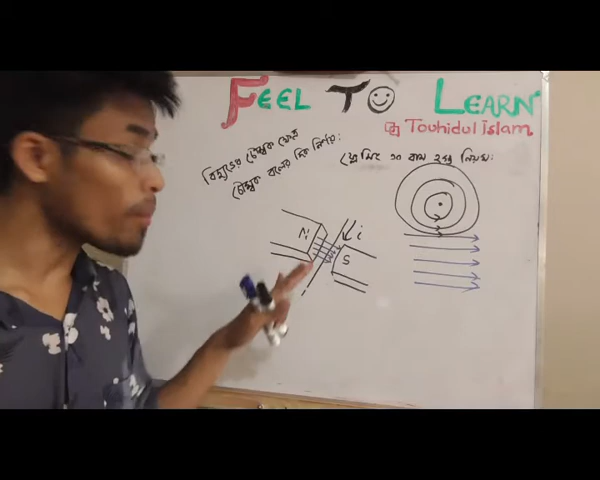 FEEL TO LEARN
Touhidul Islam
বিদ্যুতের চৌম্বক ক্ষেত্রে
চৌম্বক বলের দিক নির্ণয়:
ফ্লেমিং এর বাম হস্ত নিয়ম:
N
i
S